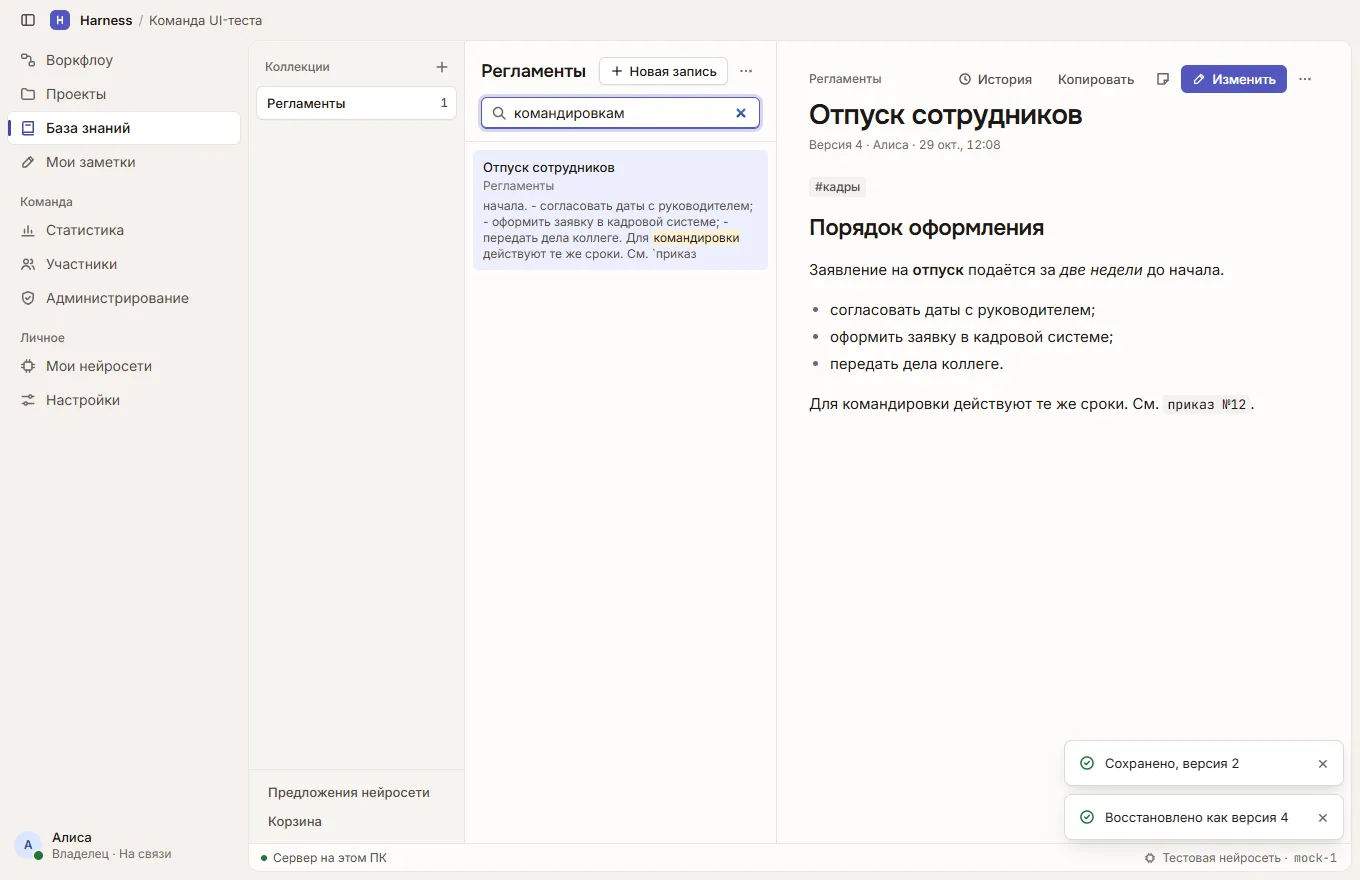 H Harness / Команда UI-теста
Воркфлоу
Проекты
База знаний
Мои заметки
Команда
Статистика
Участники
Администрирование
Личное
Мои нейросети
Настройки
А
Алиса
Владелец · На связи
Коллекции
Регламенты 1
Предложения нейросети
Корзина
Регламенты
Новая запись
командировкам
Отпуск сотрудников
Регламенты
начала. - согласовать даты с руководителем;
- оформить заявку в кадровой системе; -
передать дела коллеге. Для командировки
действуют те же сроки. См. `приказ
Регламенты
История
Копировать
Изменить
Отпуск сотрудников
Версия 4 · Алиса · 29 окт., 12:08
#кадры
Порядок оформления
Заявление на отпуск подаётся за две недели до начала.
• согласовать даты с руководителем;
• оформить заявку в кадровой системе;
• передать дела коллеге.
Для командировки действуют те же сроки. См. приказ №12.
Сохранено, версия 2
Восстановлено как версия 4
Сервер на этом ПК
Тестовая нейросеть · mock-1